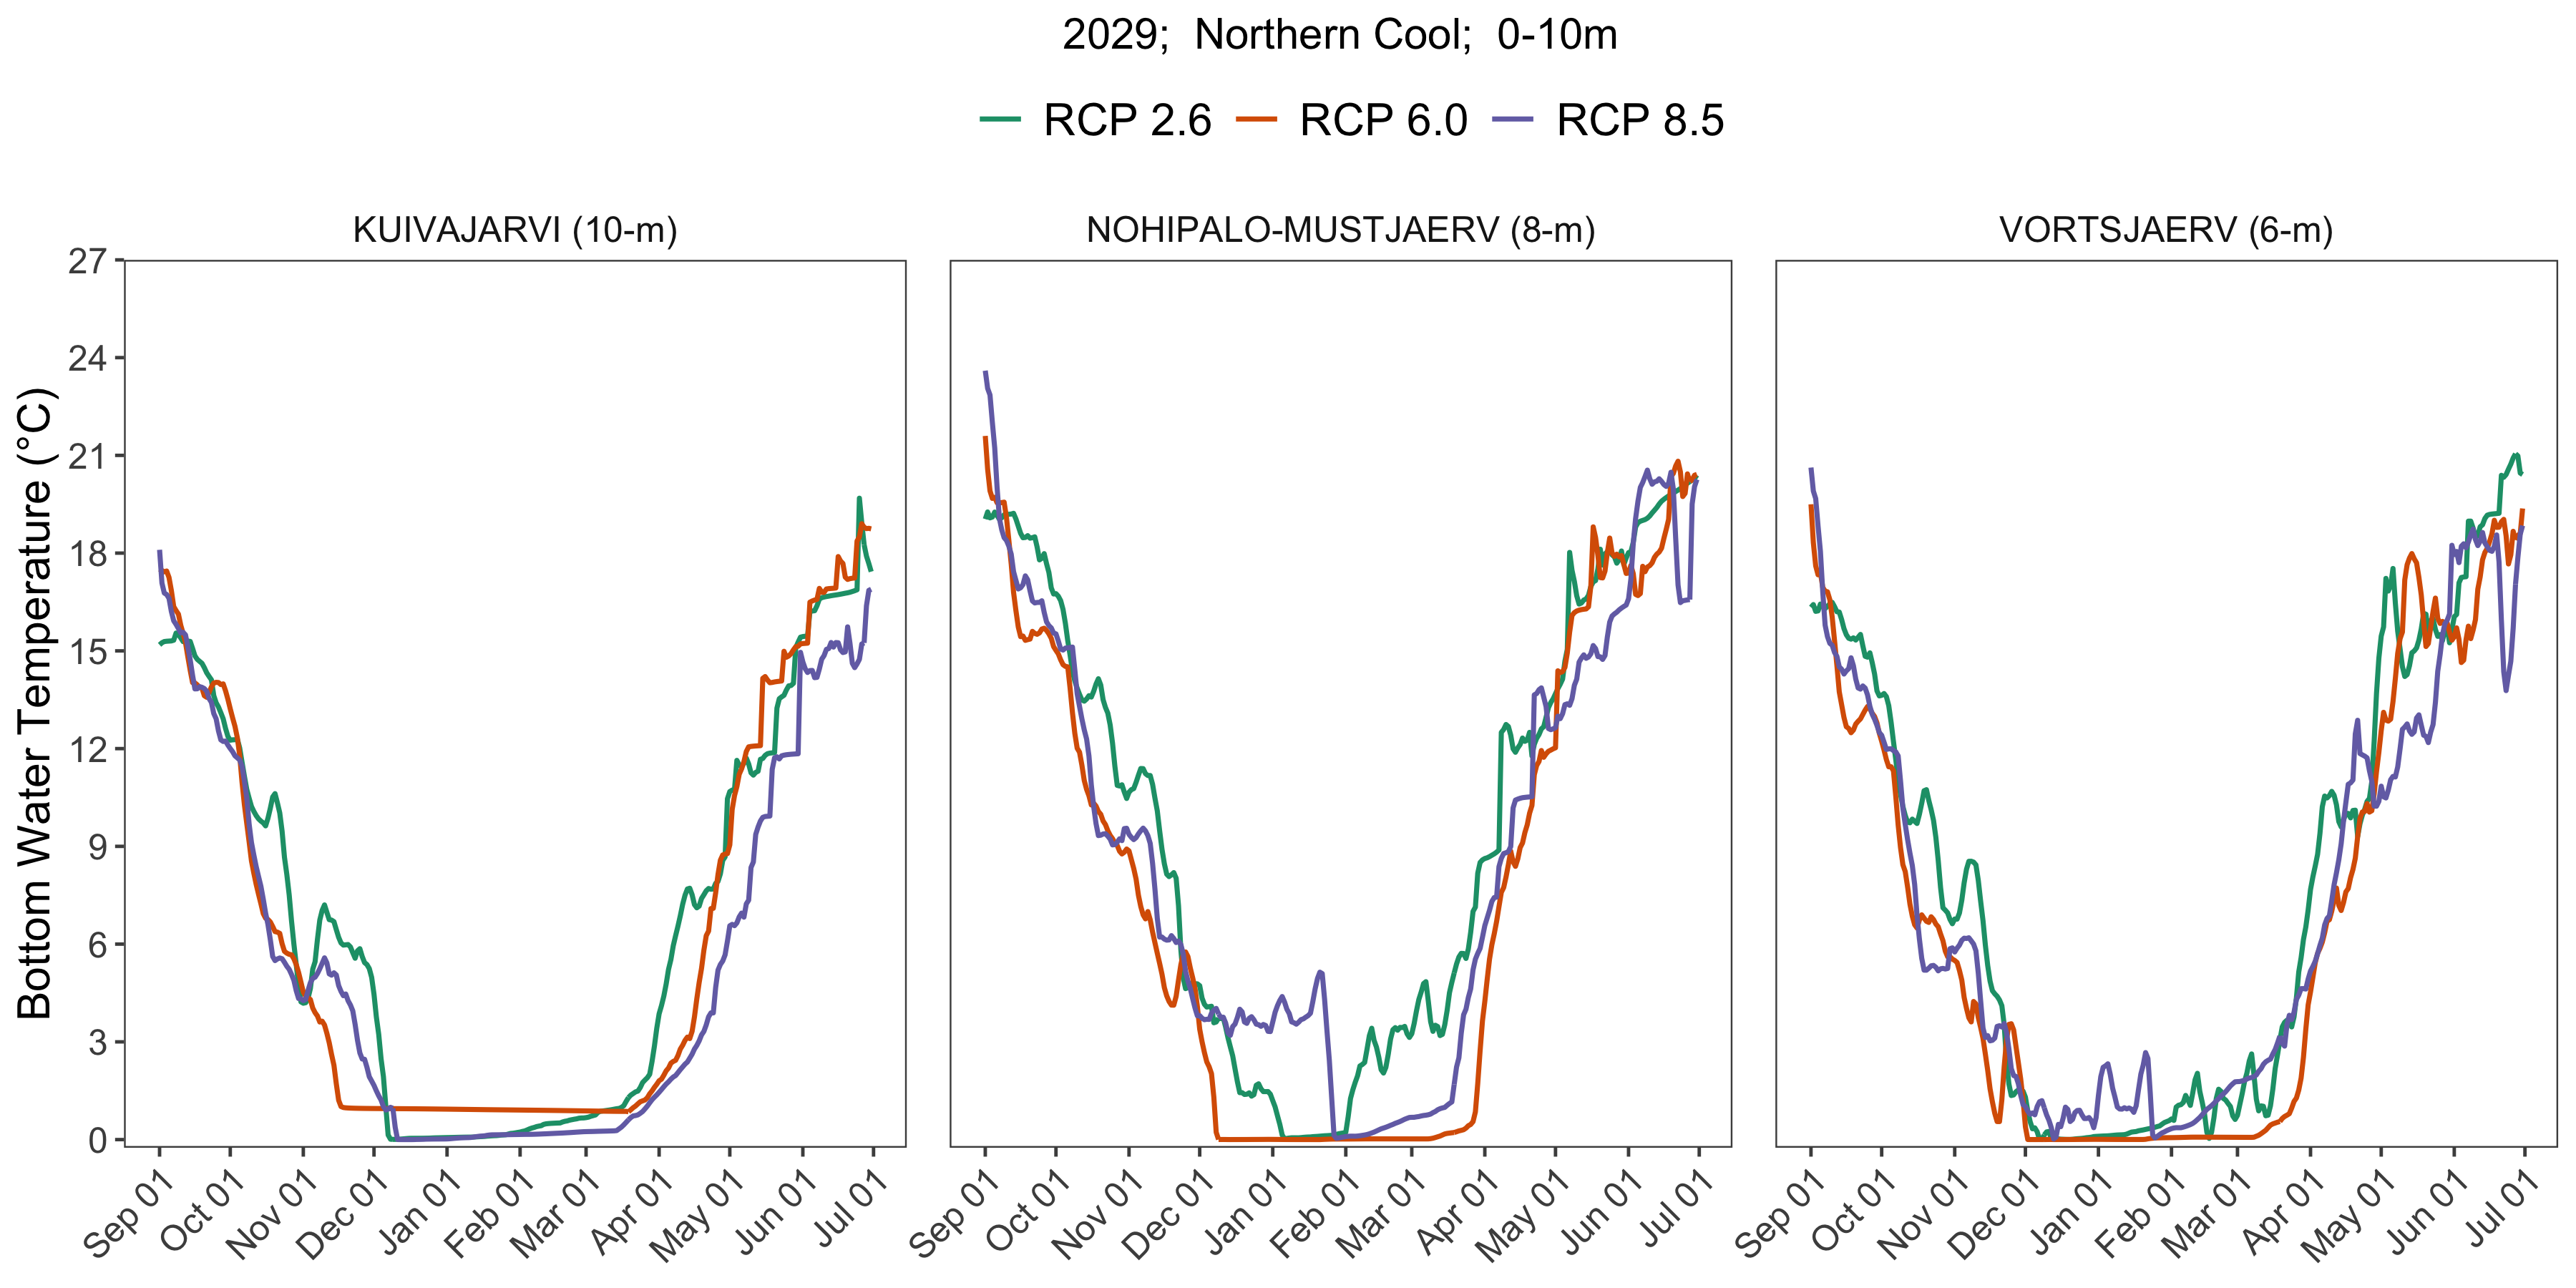 2029;  Northern Cool;  0-10m
RCP 2.6 RCP 6.0 RCP 8.5
KUIVAJARVI (10-m) NOHIPALO-MUSTJAERV (8-m) VORTSJAERV (6-m)
Bottom Water Temperature (°C)
27
24
21
18
15
12
9
6
3
0
Sep 01 Oct 01 Nov 01 Dec 01 Jan 01 Feb 01 Mar 01 Apr 01 May 01 Jun 01 Jul 01 Sep 01 Oct 01 Nov 01 Dec 01 Jan 01 Feb 01 Mar 01 Apr 01 May 01 Jun 01 Jul 01 Sep 01 Oct 01 Nov 01 Dec 01 Jan 01 Feb 01 Mar 01 Apr 01 May 01 Jun 01 Jul 01